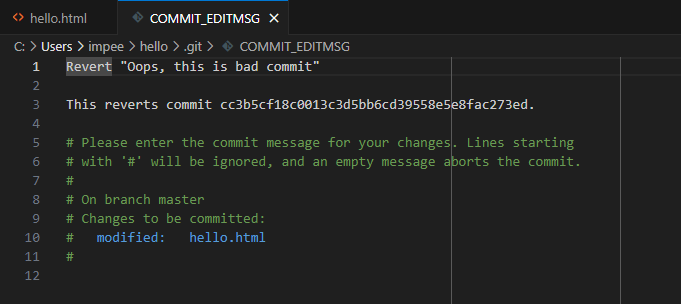 hello.html
COMMIT_EDITMSG
C: > Users > impee > hello > .git > COMMIT_EDITMSG
1 Revert "Oops, this is bad commit"
2
3 This reverts commit cc3b5cf18c0013c3d5bb6cd39558e5e8fac273ed.
4
5 # Please enter the commit message for your changes. Lines starting
6 # with '#' will be ignored, and an empty message aborts the commit.
7 #
8 # On branch master
9 # Changes to be committed:
10 #   modified:   hello.html
11 #
12